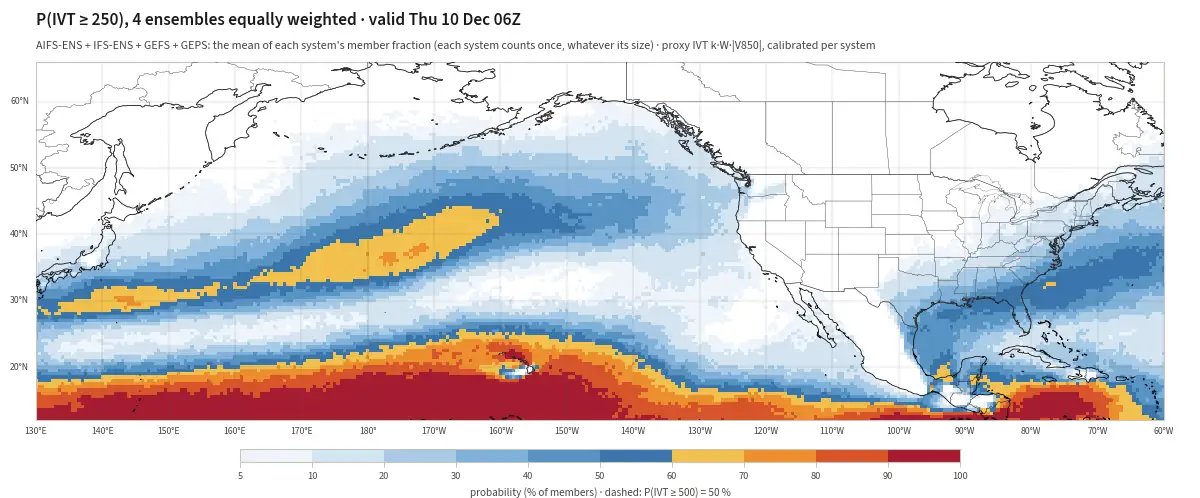 P(IVT ≥ 250), 4 ensembles equally weighted · valid Thu 10 Dec 06Z
AIFS-ENS + IFS-ENS + GEFS + GEPS: the mean of each system's member fraction (each system counts once, whatever its size) · proxy IVT k·W·|V850|, calibrated per system
60°N
50°N
40°N
30°N
20°N
130°E 140°E 150°E 160°E 170°E 180° 170°W 160°W 150°W 140°W 130°W 120°W 110°W 100°W 90°W 80°W 70°W 60°W
5 10 20 30 40 50 60 70 80 90 100
probability (% of members) · dashed: P(IVT ≥ 500) = 50 %